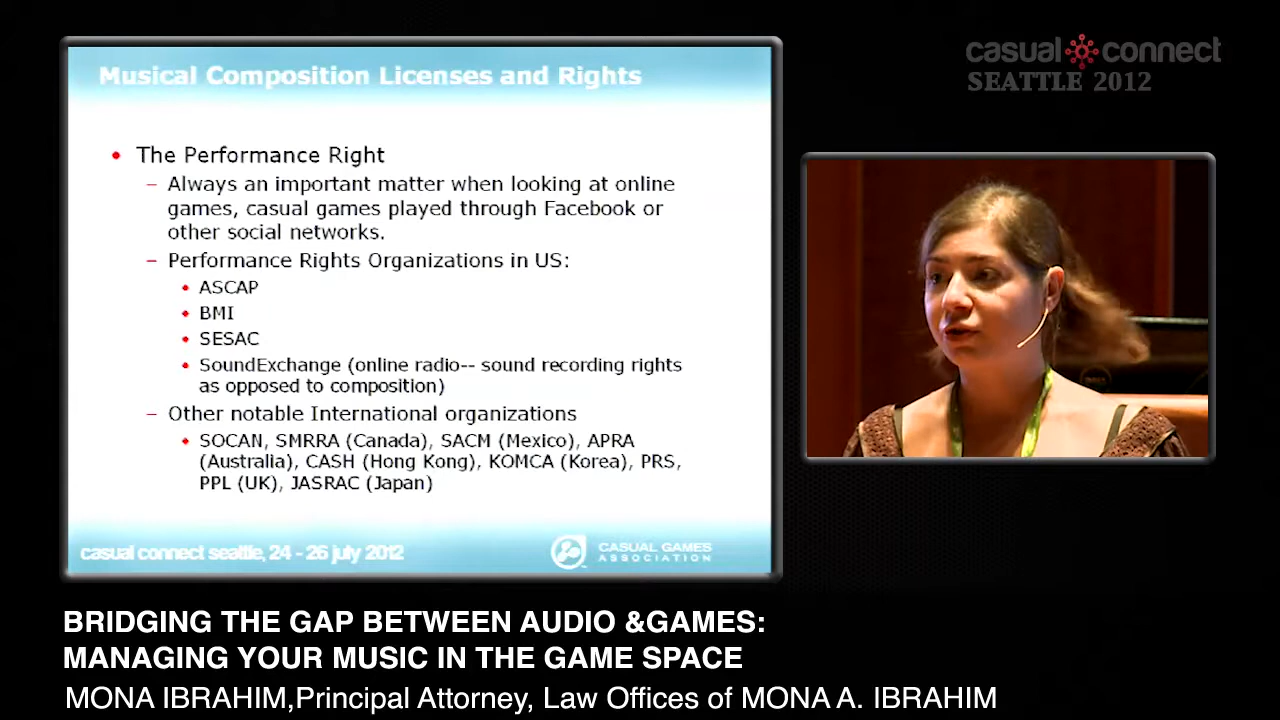 casual connect
SEATTLE 2012
Musical Composition Licenses and Rights
• The Performance Right
– Always an important matter when looking at online
games, casual games played through Facebook or
other social networks.
– Performance Rights Organizations in US:
• ASCAP
• BMI
• SESAC
• SoundExchange (online radio-- sound recording rights
as opposed to composition)
– Other notable International organizations
• SOCAN, SMRRA (Canada), SACM (Mexico), APRA
(Australia), CASH (Hong Kong), KOMCA (Korea), PRS,
PPL (UK), JASRAC (Japan)
casual connect seattle, 24 - 26 july 2012
CASUAL GAMES
ASSOCIATION
BRIDGING THE GAP BETWEEN AUDIO &GAMES:
MANAGING YOUR MUSIC IN THE GAME SPACE
MONA IBRAHIM,Principal Attorney, Law Offices of MONA A. IBRAHIM